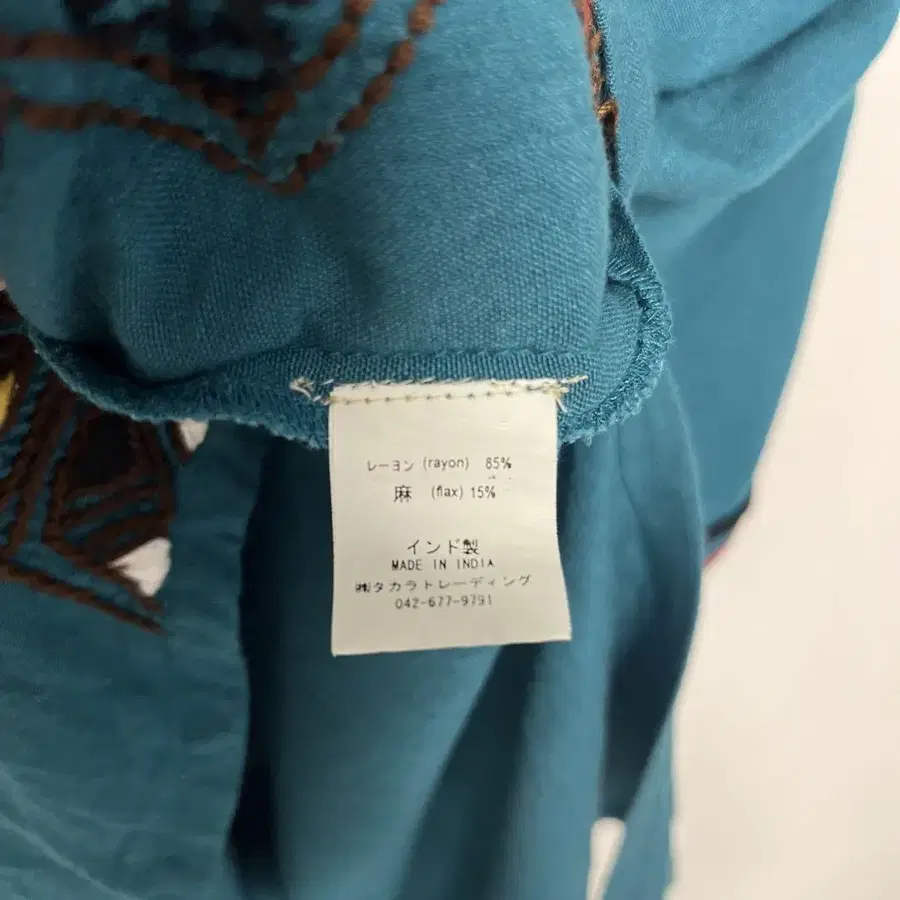 レーヨン (rayon) 85%
麻 (flax) 15%
インド製
MADE IN INDIA
㈱タカラトレーディング
042-677-9791